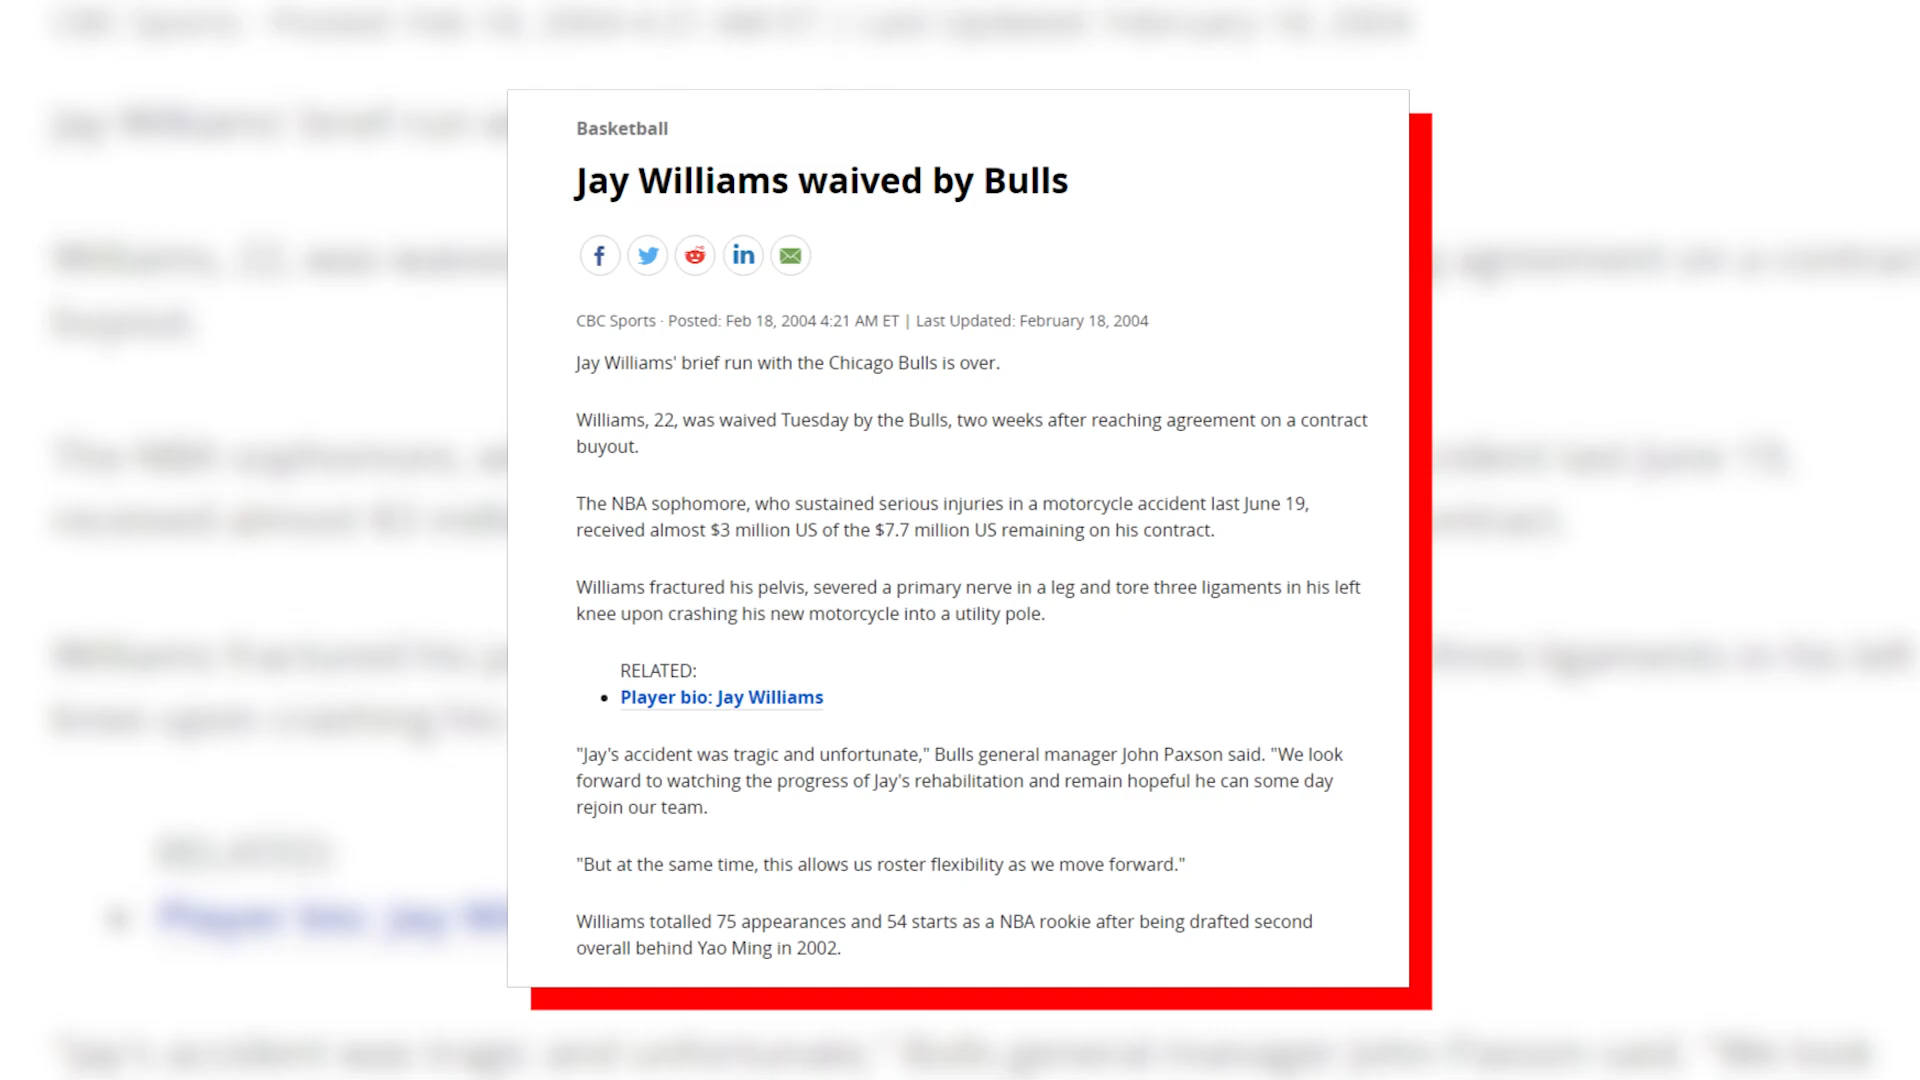 Basketball
Jay Williams waived by Bulls
CBC Sports · Posted: Feb 18, 2004 4:21 AM ET | Last Updated: February 18, 2004
Jay Williams' brief run with the Chicago Bulls is over.
Williams, 22, was waived Tuesday by the Bulls, two weeks after reaching agreement on a contract
buyout.
The NBA sophomore, who sustained serious injuries in a motorcycle accident last June 19,
received almost $3 million US of the $7.7 million US remaining on his contract.
Williams fractured his pelvis, severed a primary nerve in a leg and tore three ligaments in his left
knee upon crashing his new motorcycle into a utility pole.
RELATED:
• Player bio: Jay Williams
"Jay's accident was tragic and unfortunate," Bulls general manager John Paxson said. "We look
forward to watching the progress of Jay's rehabilitation and remain hopeful he can some day
rejoin our team.
"But at the same time, this allows us roster flexibility as we move forward."
Williams totalled 75 appearances and 54 starts as a NBA rookie after being drafted second
overall behind Yao Ming in 2002.